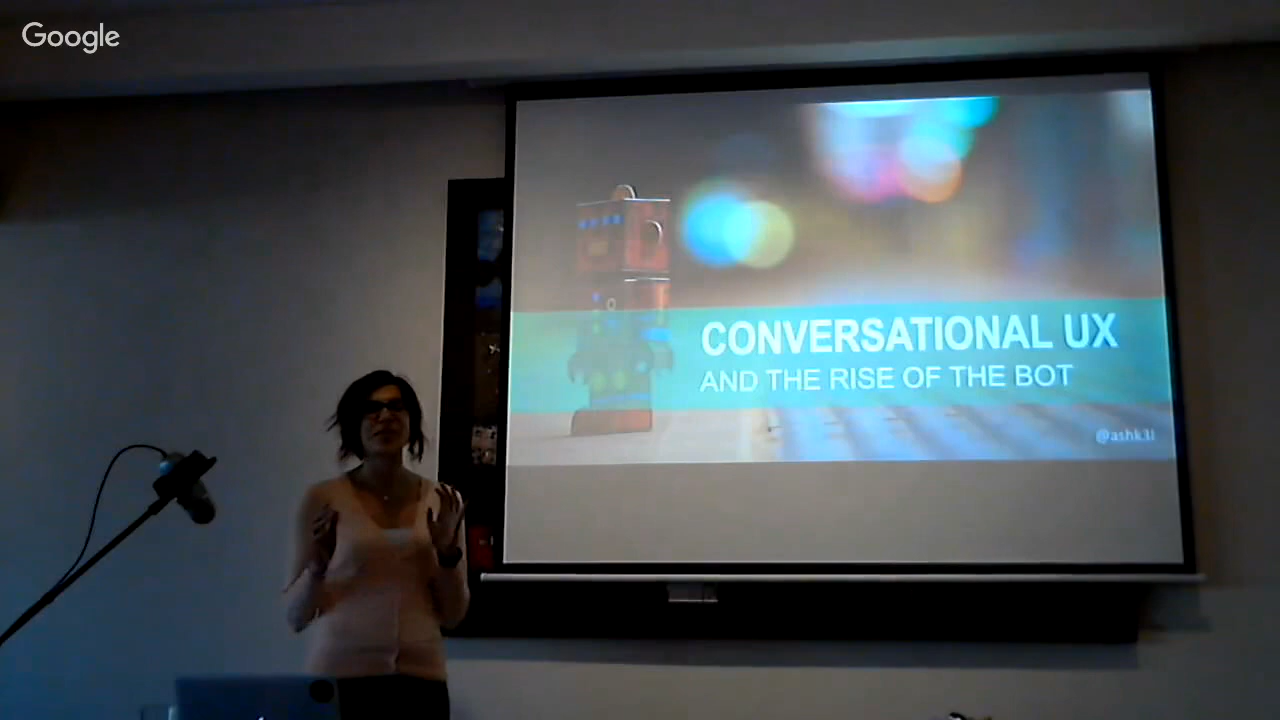 Google
CONVERSATIONAL UX
AND THE RISE OF THE BOT
@ashk3l